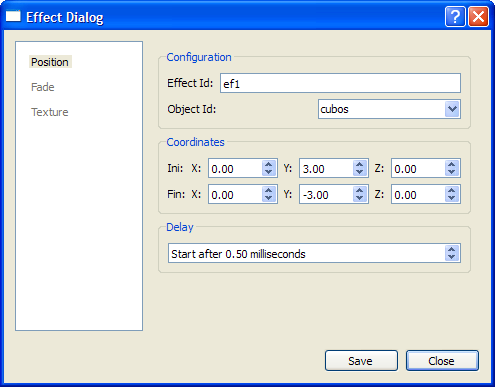 Effect Dialog
Position
Fade
Texture
Configuration
Effect Id: ef1
Object Id: cubos
Coordinates
Ini: X: 0.00 Y: 3.00 Z: 0.00
Fin: X: 0.00 Y: -3.00 Z: 0.00
Delay
Start after 0.50 milliseconds
Save Close